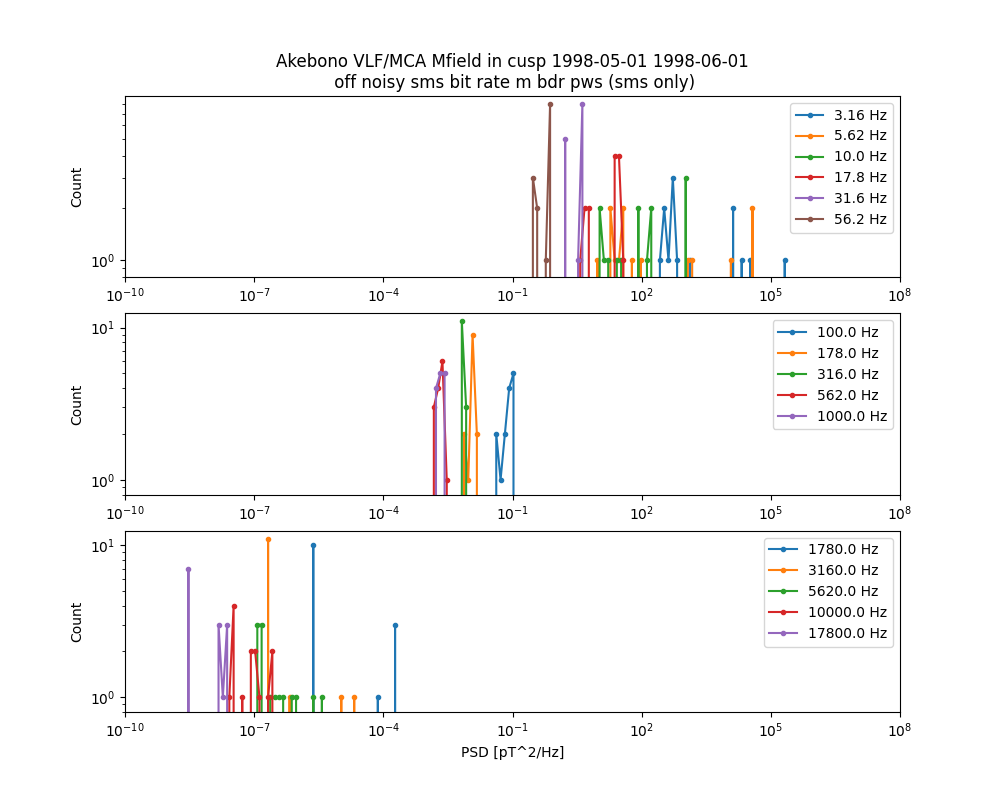 Akebono VLF/MCA Mfield in cusp 1998-05-01 1998-06-01
off noisy sms bit rate m bdr pws (sms only)
Count
10^0
3.16 Hz
5.62 Hz
10.0 Hz
17.8 Hz
31.6 Hz
56.2 Hz
10^-10 10^-7 10^-4 10^-1 10^2 10^5 10^8
Count
10^1
10^0
100.0 Hz
178.0 Hz
316.0 Hz
562.0 Hz
1000.0 Hz
10^-10 10^-7 10^-4 10^-1 10^2 10^5 10^8
Count
10^1
10^0
1780.0 Hz
3160.0 Hz
5620.0 Hz
10000.0 Hz
17800.0 Hz
10^-10 10^-7 10^-4 10^-1 10^2 10^5 10^8
PSD [pT^2/Hz]